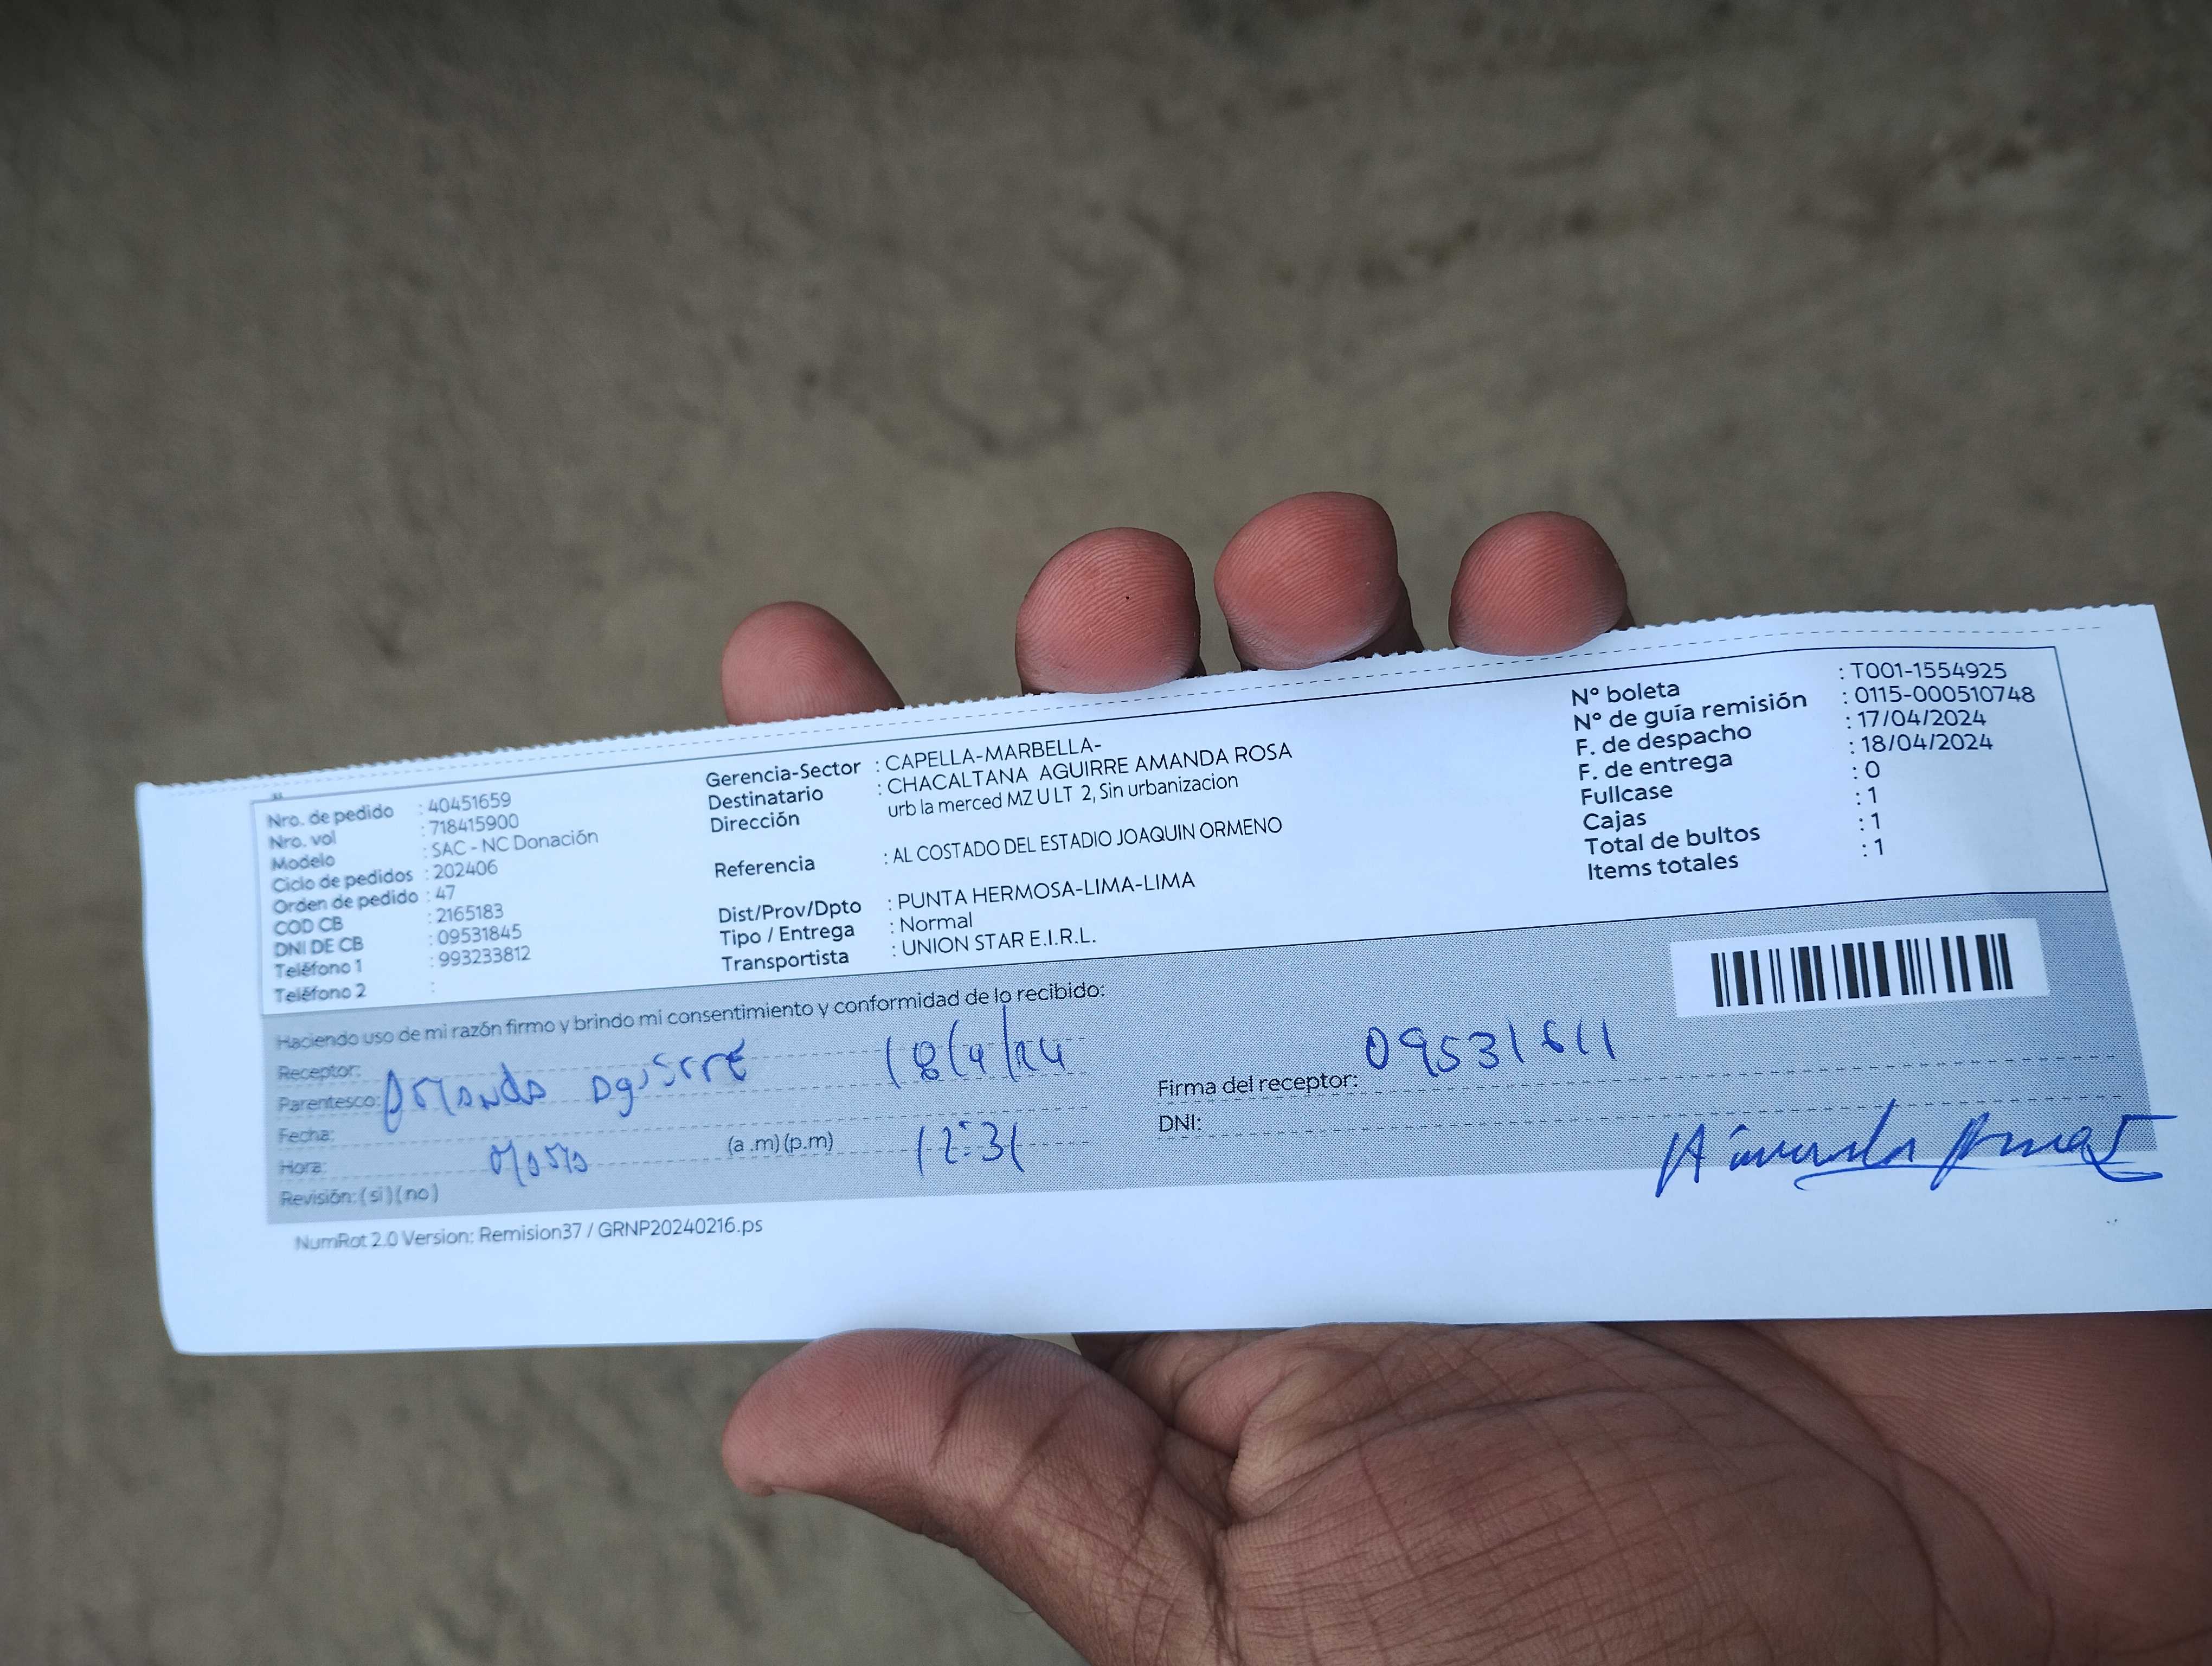 Nro. de pedido : 40451659
Nro. vol : 718415900
Modelo : SAC - NC Donación
Ciclo de pedidos : 202406
Orden de pedido : 47
COD CB : 2165183
DNI DE CB : 09531845
Teléfono 1 : 993233812
Teléfono 2 :
Gerencia-Sector : CAPELLA-MARBELLA-
Destinatario : CHACALTANA AGUIRRE AMANDA ROSA
Dirección urb la merced MZ U LT 2, Sin urbanizacion
Referencia : AL COSTADO DEL ESTADIO JOAQUIN ORMENO
Dist/Prov/Dpto : PUNTA HERMOSA-LIMA-LIMA
Tipo / Entrega : Normal
Transportista : UNION STAR E.I.R.L.
N° boleta : T001-1554925
N° de guía remisión : 0115-000510748
F. de despacho : 17/04/2024
F. de entrega : 18/04/2024
Fullcase : 0
Cajas : 1
Total de bultos : 1
Items totales : 1
Haciendo uso de mi razón firmo y brindo mi consentimiento y conformidad de lo recibido:
Receptor:
Parentesco:
Fecha: 18/4/24
Hora: (a .m) (p.m) 12:31
Revisión: ( si ) ( no )
Firma del receptor:
DNI:
NumRot 2.0 Version: Remision37 / GRNP20240216.ps